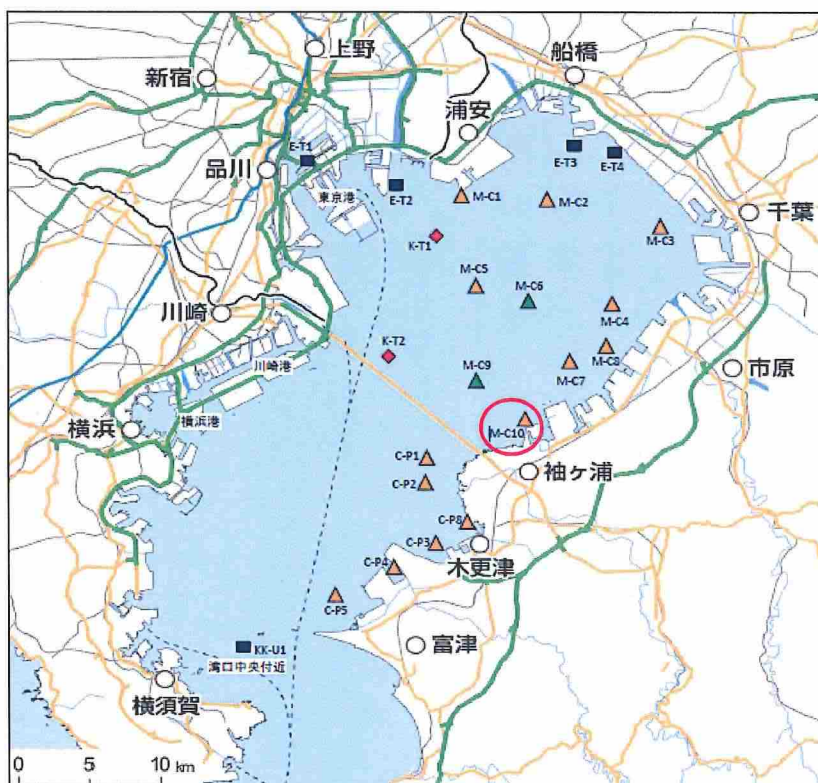 上野
船橋
新宿
浦安
E-T1
E-T3
E-T4
品川
E-T2
東京港
M-C1
M-C2
千葉
K-T1
M-C3
M-C5
M-C6
川崎
M-C4
K-T2
M-C8
川崎港
M-C7
市原
M-C9
横浜港
横浜
M-C10
C-P1
袖ヶ浦
C-P2
C-P8
C-P3
木更津
C-P4
C-P5
富津
KK-U1
湾口中央付近
横須賀
0 5 10 km